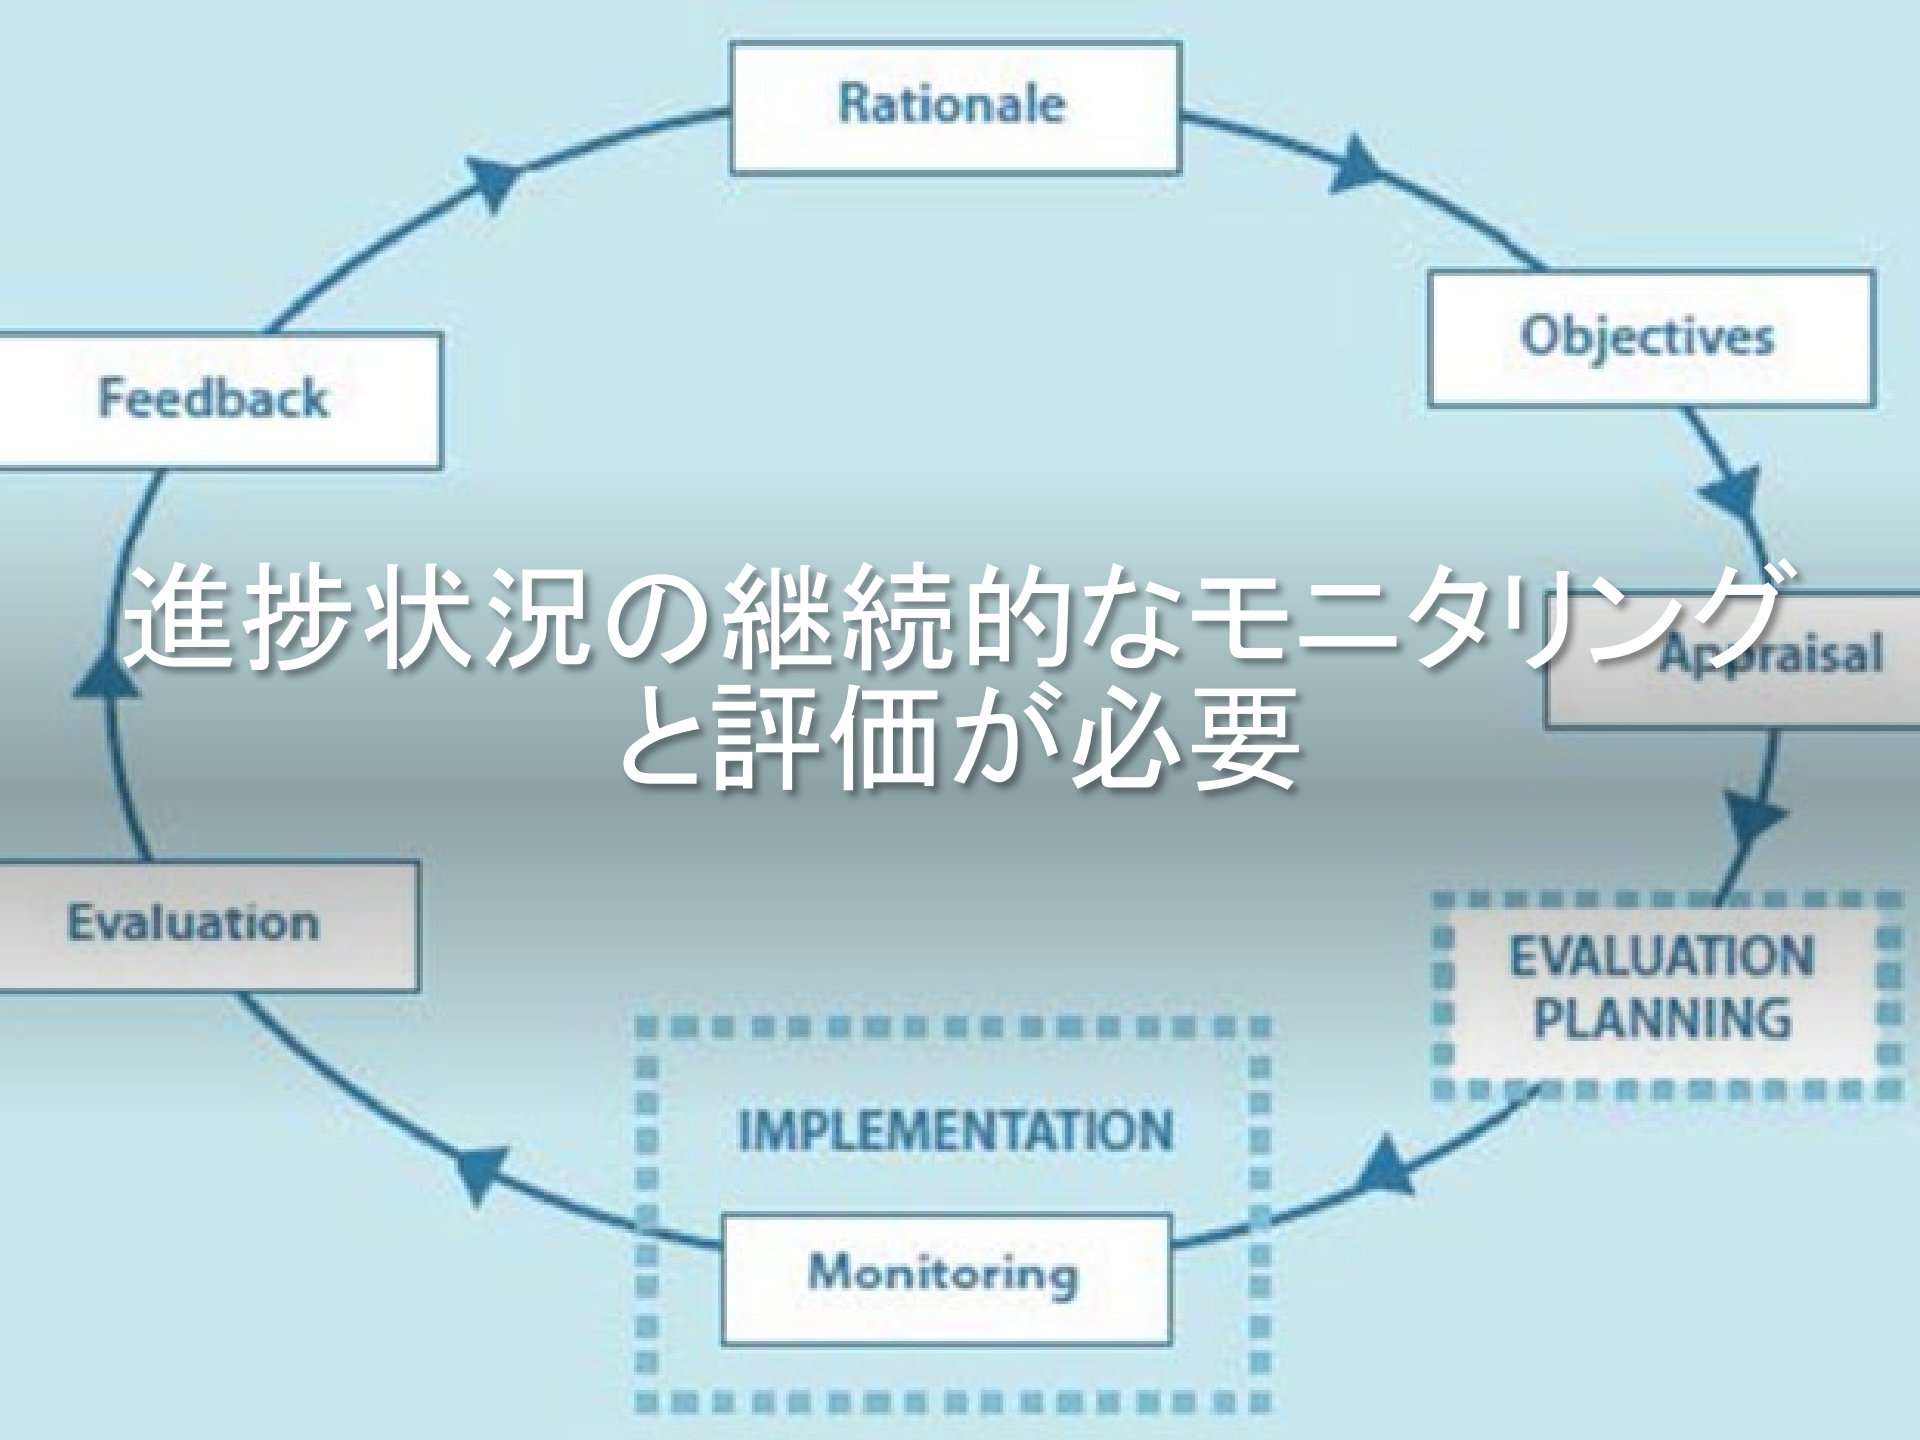 Rationale
Objectives
Feedback
進捗状況の継続的なモニタリング
と評価が必要
Appraisal
Evaluation
EVALUATION
PLANNING
IMPLEMENTATION
Monitoring